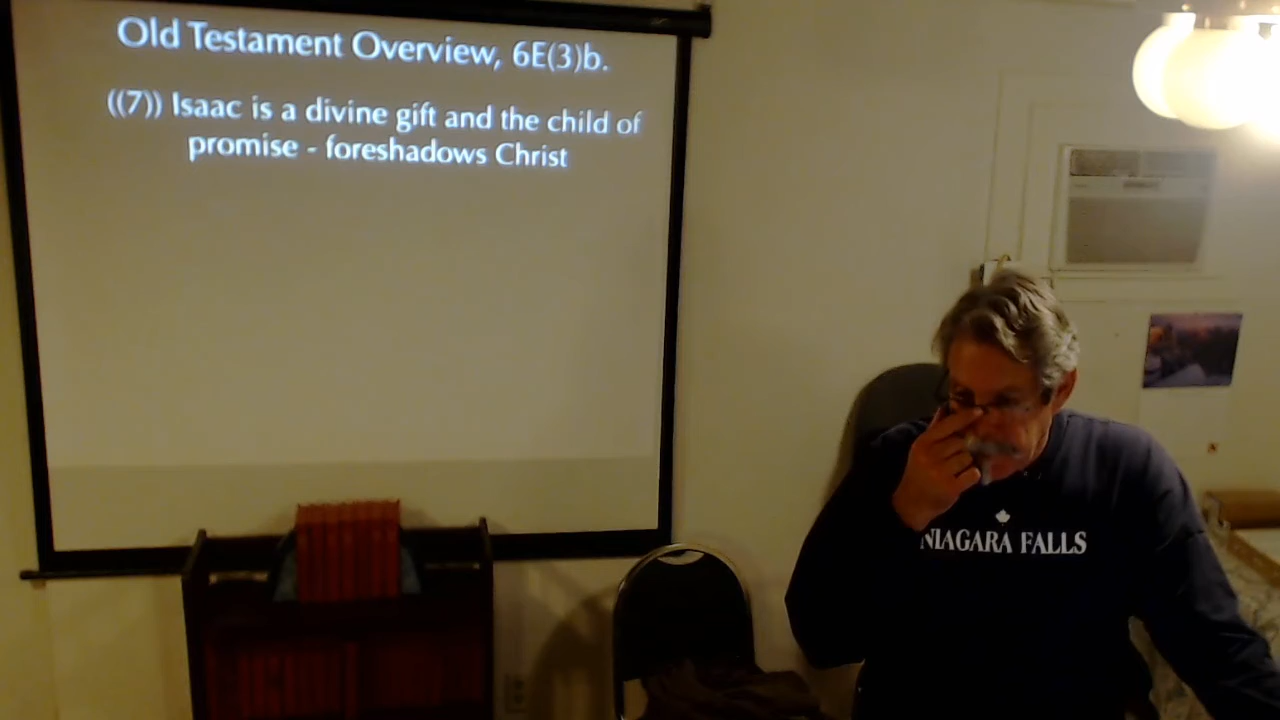 Old Testament Overview, 6E(3)b.
((7)) Isaac is a divine gift and the child of
promise - foreshadows Christ
NIAGARA FALLS